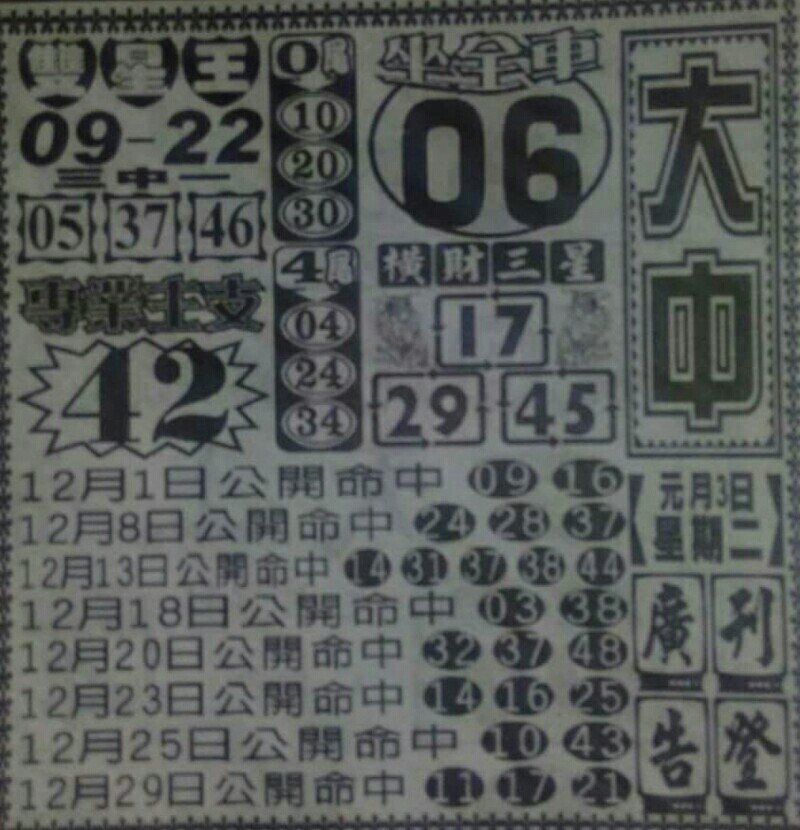 雙星王
09-22
三中一
05 37 46
專業主支
42
0尾
10
20
30
4尾
04
24
34
坐全車
06
橫財三星
17
29 45
大中
12月1日公開命中 09 16
12月8日公開命中 24 28 37
12月13日公開命中 14 31 37 38 44
12月18日公開命中 03 38
12月20日公開命中 32 37 48
12月23日公開命中 14 16 25
12月25日公開命中 10 43
12月29日公開命中 11 17 21
元月3日
星期二
廣刊
告登